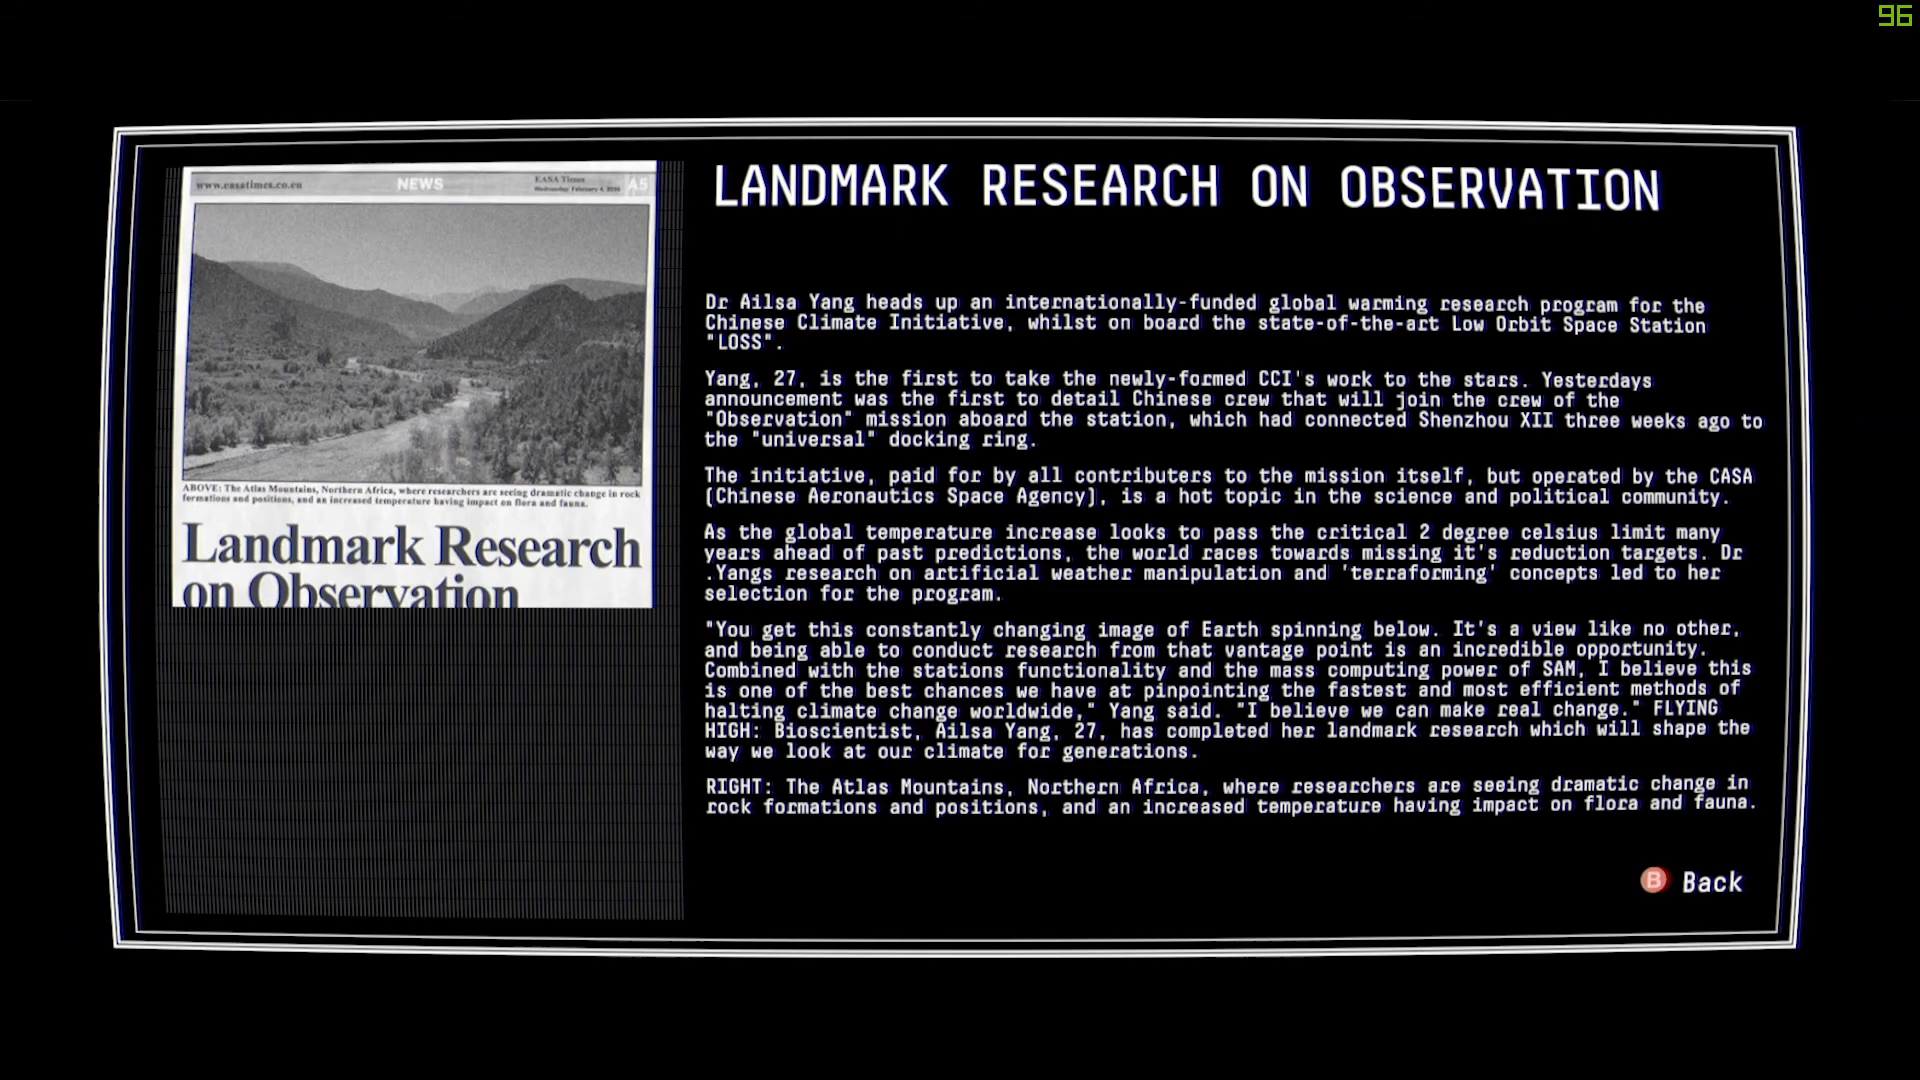 96
www.easatimes.co.eu
NEWS
EASA Times
Wednesday, February 4,
A5
ABOVE: The Atlas Mountains, Northern Africa, where researchers are seeing dramatic change in rock
formations and positions, and an increased temperature having impact on flora and fauna.
Landmark Research
on Observation
LANDMARK RESEARCH ON OBSERVATION
Dr Ailsa Yang heads up an internationally-funded global warming research program for the
Chinese Climate Initiative, whilst on board the state-of-the-art Low Orbit Space Station
"LOSS".
Yang, 27, is the first to take the newly-formed CCI's work to the stars. Yesterdays
announcement was the first to detail Chinese crew that will join the crew of the
"Observation" mission aboard the station, which had connected Shenzhou XII three weeks ago to
the "universal" docking ring.
The initiative, paid for by all contributers to the mission itself, but operated by the CASA
(Chinese Aeronautics Space Agency), is a hot topic in the science and political community.
As the global temperature increase looks to pass the critical 2 degree celsius limit many
years ahead of past predictions, the world races towards missing it's reduction targets. Dr
.Yangs research on artificial weather manipulation and 'terraforming' concepts led to her
selection for the program.
"You get this constantly changing image of Earth spinning below. It's a view like no other,
and being able to conduct research from that vantage point is an incredible opportunity.
Combined with the stations functionality and the mass computing power of SAM, I believe this
is one of the best chances we have at pinpointing the fastest and most efficient methods of
halting climate change worldwide," Yang said. "I believe we can make real change." FLYING
HIGH: Bioscientist, Ailsa Yang, 27, has completed her landmark research which will shape the
way we look at our climate for generations.
RIGHT: The Atlas Mountains, Northern Africa, where researchers are seeing dramatic change in
rock formations and positions, and an increased temperature having impact on flora and fauna.
B Back